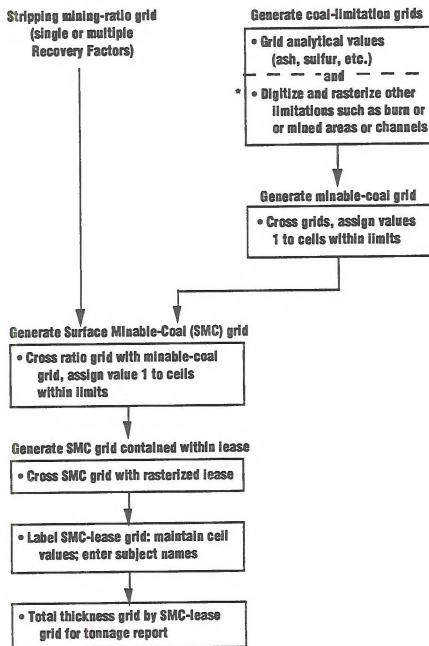 Stripping mining-ratio grid
(single or multiple
Recovery Factors)
Generate coal-limitation grids
• Grid analytical values
(ash, sulfur, etc.)
and
* • Digitize and rasterize other
limitations such as burn or
or mined areas or channels
Generate minable-coal grid
• Cross grids, assign values
1 to cells within limits
Generate Surface Minable-Coal (SMC) grid
• Cross ratio grid with minable-coal
grid, assign value 1 to cells
within limits
Generate SMC grid contained within lease
• Cross SMC grid with rasterized lease
• Label SMC-lease grid: maintain cell
values; enter subject names
• Total thickness grid by SMC-lease
grid for tonnage report